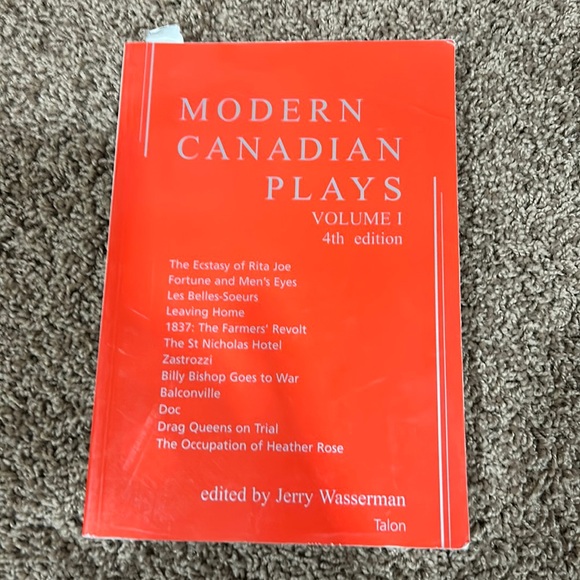 MODERN
CANADIAN
PLAYS
VOLUME I
4th edition
The Ecstasy of Rita Joe
Fortune and Men's Eyes
Les Belles-Soeurs
Leaving Home
1837: The Farmers' Revolt
The St Nicholas Hotel
Zastrozzi
Billy Bishop Goes to War
Balconville
Doc
Drag Queens on Trial
The Occupation of Heather Rose
edited by Jerry Wasserman
Talon